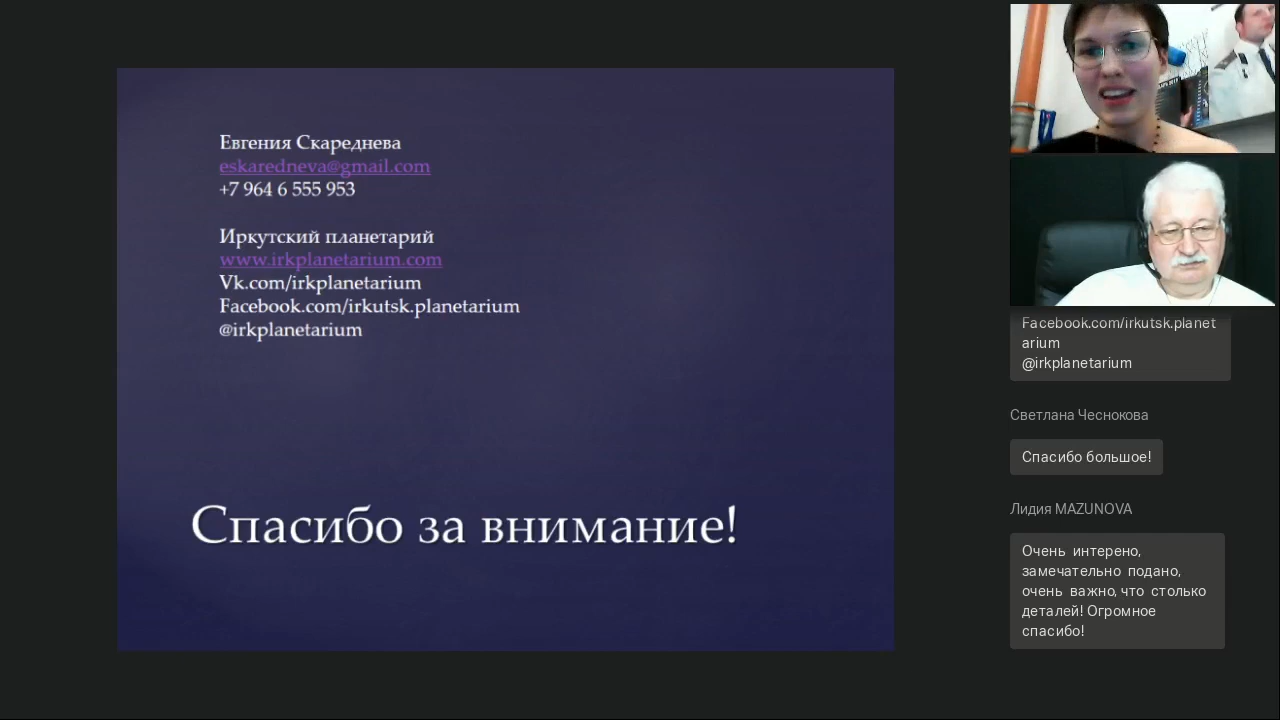 Евгения Скареднева
eskaredneva@gmail.com
+7 964 6 555 953
Иркутский планетарий
www.irkplanetarium.com
Vk.com/irkplanetarium
Facebook.com/irkutsk.planetarium
@irkplanetarium
Спасибо за внимание!
Facebook.com/irkutsk.planet
arium
@irkplanetarium
Светлана Чеснокова
Спасибо большое!
Лидия MAZUNOVA
Очень интерено,
замечательно подано,
очень важно, что столько
деталей! Огромное
спасибо!